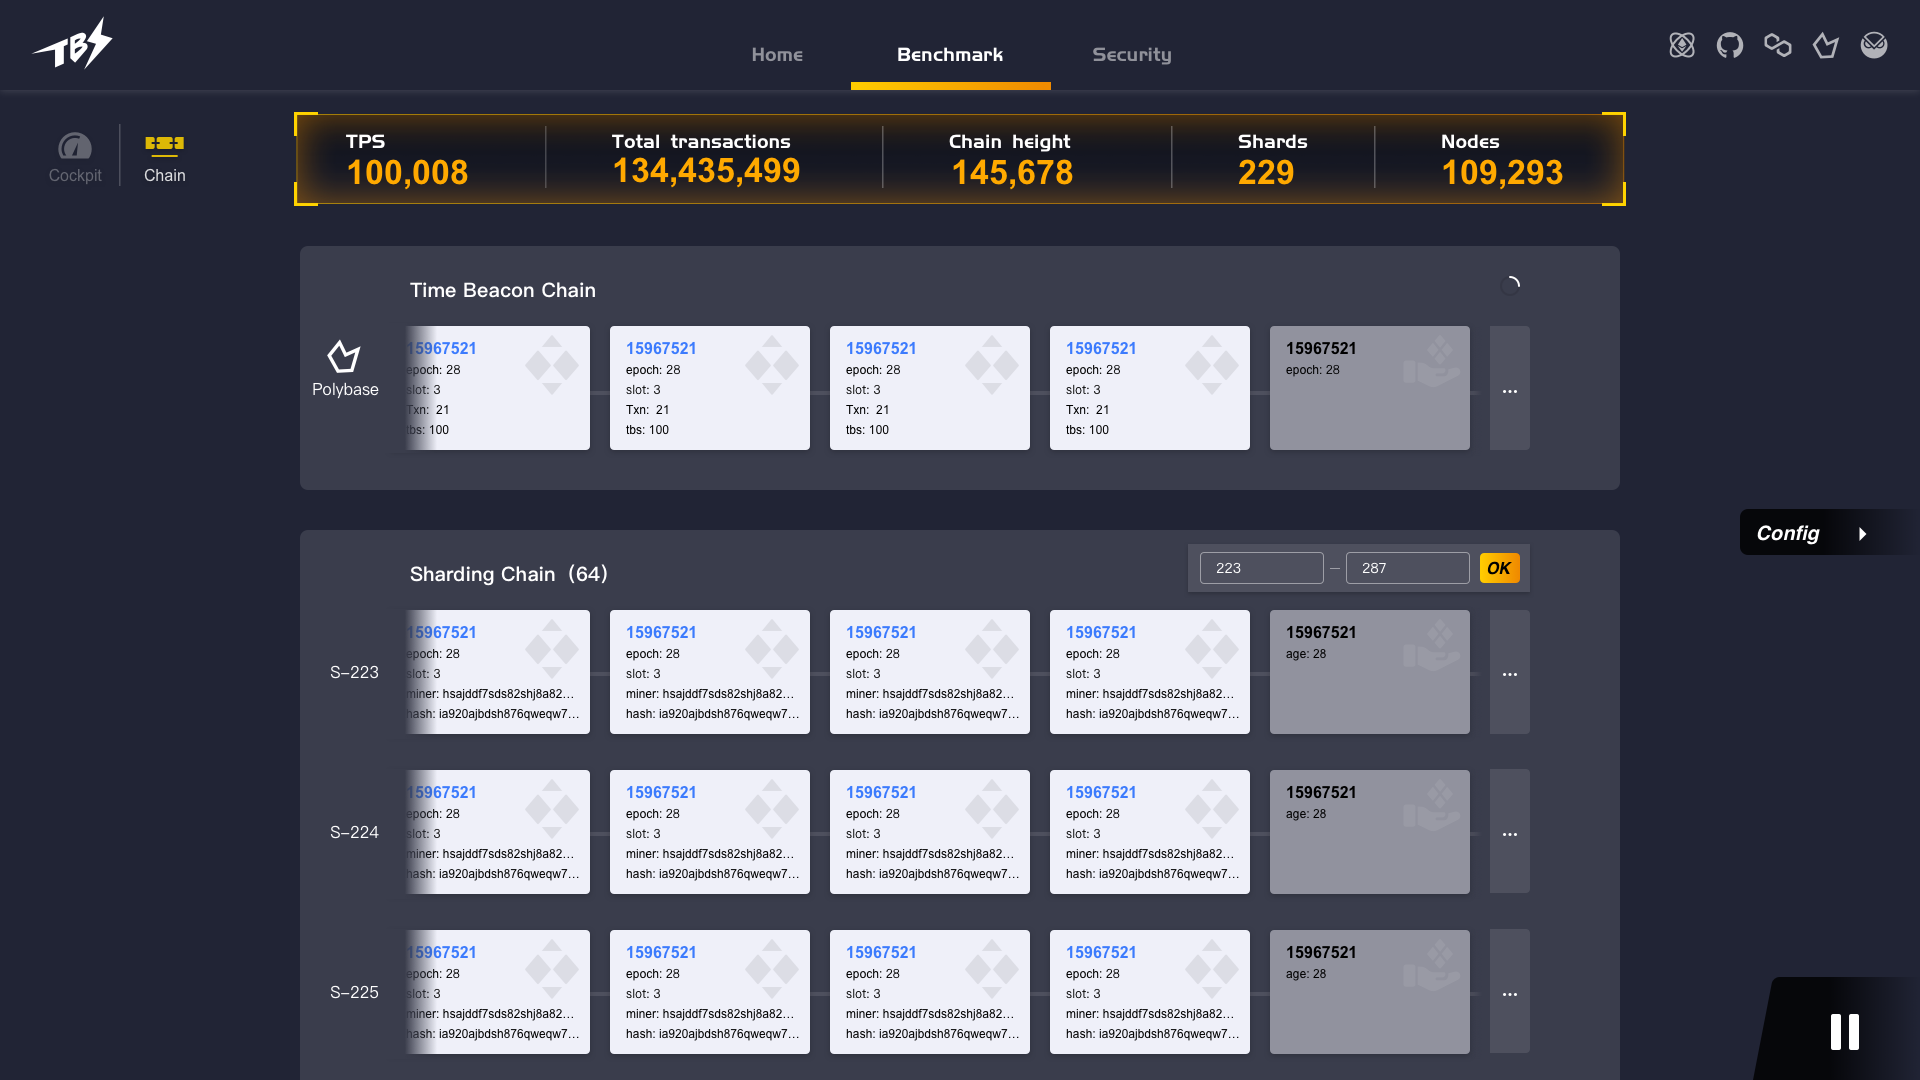 TBS
Home
Benchmark
Security
Cockpit
Chain
TPS
100,008
Total transactions
134,435,499
Chain height
145,678
Shards
229
Nodes
109,293
Time Beacon Chain
Polybase
15967521
epoch: 28
slot: 3
Txn: 21
tbs: 100
15967521
epoch: 28
slot: 3
Txn: 21
tbs: 100
15967521
epoch: 28
slot: 3
Txn: 21
tbs: 100
15967521
epoch: 28
slot: 3
Txn: 21
tbs: 100
15967521
epoch: 28
...
Config
Sharding Chain（64）
223 – 287 OK
S-223
15967521
epoch: 28
slot: 3
miner: hsajddf7sds82shj8a82...
hash: ia920ajbdsh876qweqw7...
15967521
epoch: 28
slot: 3
miner: hsajddf7sds82shj8a82...
hash: ia920ajbdsh876qweqw7...
15967521
epoch: 28
slot: 3
miner: hsajddf7sds82shj8a82...
hash: ia920ajbdsh876qweqw7...
15967521
epoch: 28
slot: 3
miner: hsajddf7sds82shj8a82...
hash: ia920ajbdsh876qweqw7...
15967521
age: 28
...
S-224
15967521
epoch: 28
slot: 3
miner: hsajddf7sds82shj8a82...
hash: ia920ajbdsh876qweqw7...
15967521
epoch: 28
slot: 3
miner: hsajddf7sds82shj8a82...
hash: ia920ajbdsh876qweqw7...
15967521
epoch: 28
slot: 3
miner: hsajddf7sds82shj8a82...
hash: ia920ajbdsh876qweqw7...
15967521
epoch: 28
slot: 3
miner: hsajddf7sds82shj8a82...
hash: ia920ajbdsh876qweqw7...
15967521
age: 28
...
S-225
15967521
epoch: 28
slot: 3
miner: hsajddf7sds82shj8a82...
hash: ia920ajbdsh876qweqw7...
15967521
epoch: 28
slot: 3
miner: hsajddf7sds82shj8a82...
hash: ia920ajbdsh876qweqw7...
15967521
epoch: 28
slot: 3
miner: hsajddf7sds82shj8a82...
hash: ia920ajbdsh876qweqw7...
15967521
epoch: 28
slot: 3
miner: hsajddf7sds82shj8a82...
hash: ia920ajbdsh876qweqw7...
15967521
age: 28
...